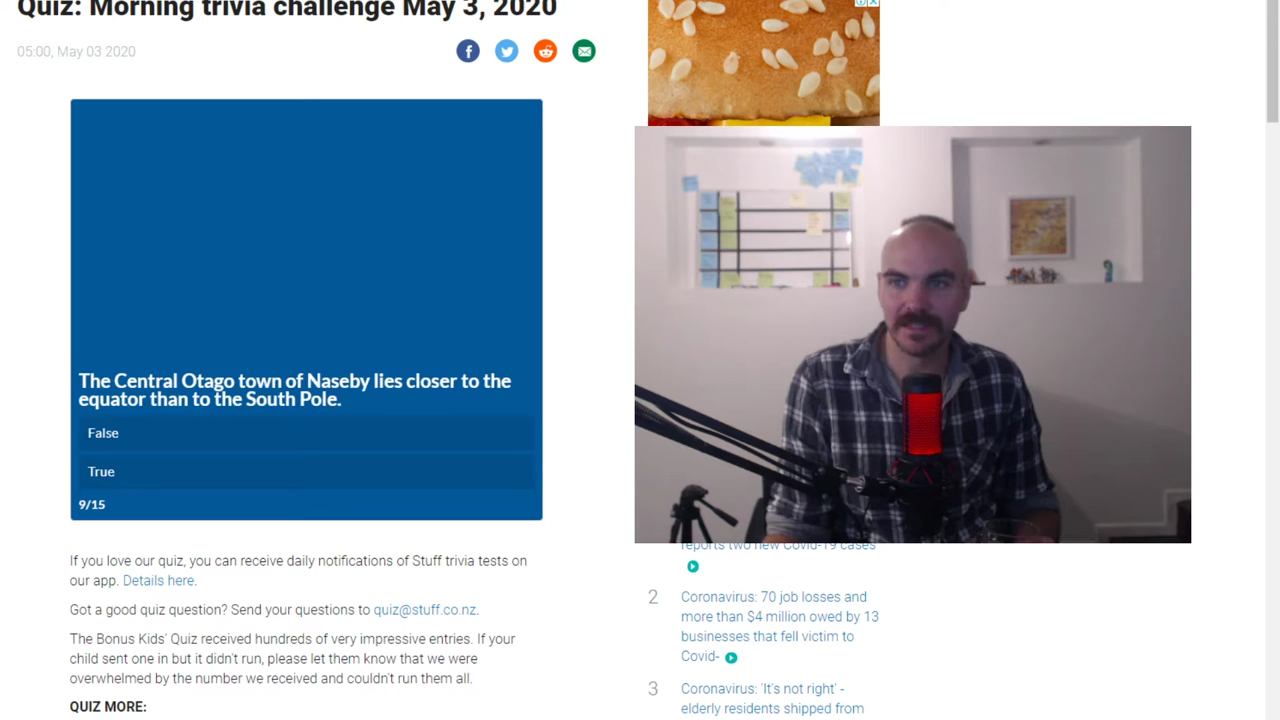 Quiz: Morning trivia challenge May 3, 2020
05:00, May 03 2020
The Central Otago town of Naseby lies closer to the
equator than to the South Pole.
False
True
9/15
If you love our quiz, you can receive daily notifications of Stuff trivia tests on
our app. Details here.
Got a good quiz question? Send your questions to quiz@stuff.co.nz.
The Bonus Kids' Quiz received hundreds of very impressive entries. If your
child sent one in but it didn't run, please let them know that we were
overwhelmed by the number we received and couldn't run them all.
QUIZ MORE:
reports two new Covid-19 cases
2
Coronavirus: 70 job losses and
more than $4 million owed by 13
businesses that fell victim to
Covid-
3
Coronavirus: 'It's not right' -
elderly residents shipped from